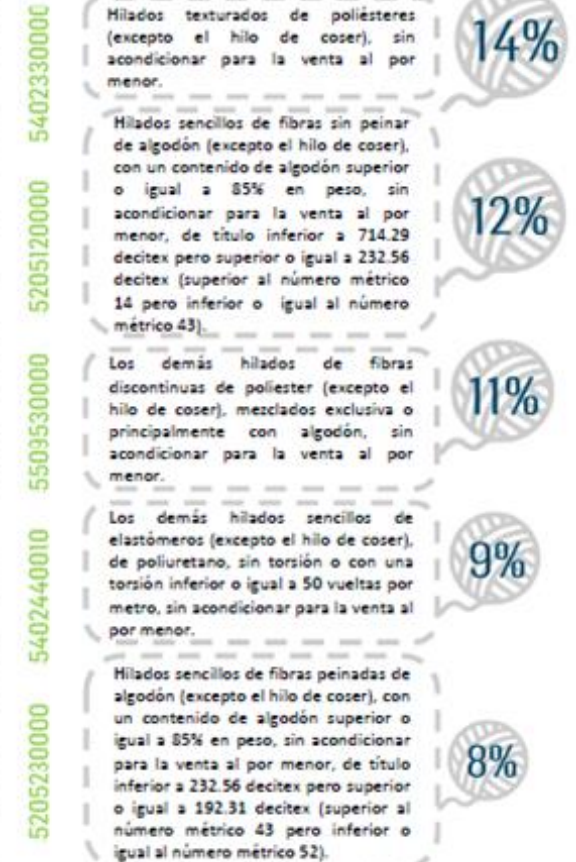 5402330000
Hilados texturados de poliésteres
(excepto el hilo de coser), sin
acondicionar para la venta al por
menor.
14%
5205120000
Hilados sencillos de fibras sin peinar
de algodón (excepto el hilo de coser),
con un contenido de algodón superior
o igual a 85% en peso, sin
acondicionar para la venta al por
menor, de título inferior a 714.29
decitex pero superior o igual a 232.56
decitex (superior al número métrico
14 pero inferior o igual al número
métrico 43).
12%
5509530000
Los demás hilados de fibras
discontinuas de poliester (excepto el
hilo de coser), mezclados exclusiva o
principalmente con algodón, sin
acondicionar para la venta al por
menor.
11%
5402440010
Los demás hilados sencillos de
elastómeros (excepto el hilo de coser),
de poliuretano, sin torsión o con una
torsión inferior o igual a 50 vueltas por
metro, sin acondicionar para la venta al
por menor.
9%
5205230000
Hilados sencillos de fibras peinadas de
algodón (excepto el hilo de coser), con
un contenido de algodón superior o
igual a 85% en peso, sin acondicionar
para la venta al por menor, de título
inferior a 232.56 decitex pero superior
o igual a 192.31 decitex (superior al
número métrico 43 pero inferior o
igual al número métrico 52).
8%